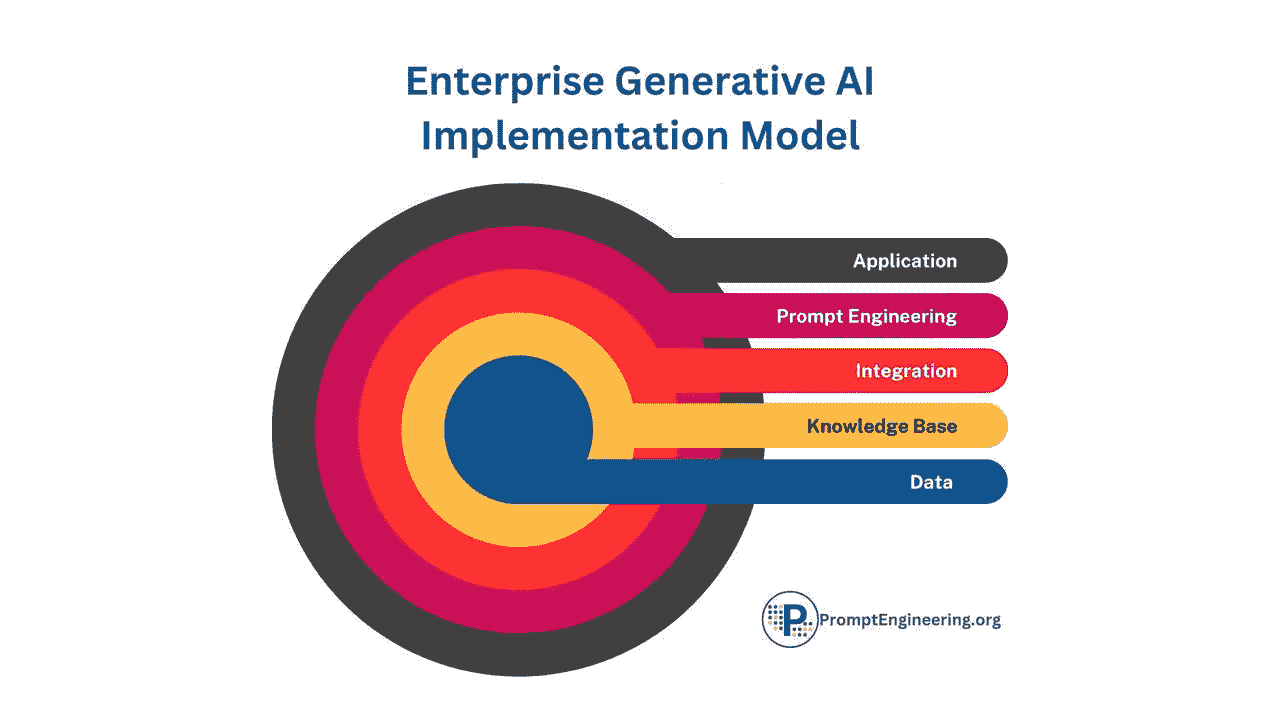 Enterprise Generative AI
Implementation Model
Application
Prompt Engineering
Integration
Knowledge Base
Data
P
PromptEngineering.org